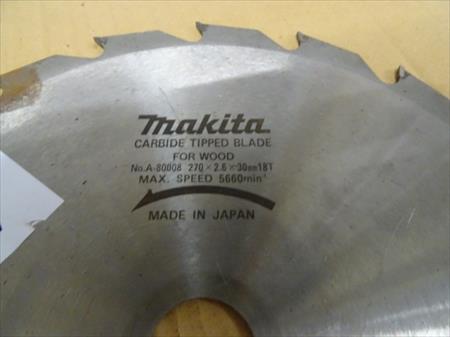 makita
CARBIDE TIPPED BLADE
FOR WOOD
No.A-80008 270×2.6×30mm18T
MAX. SPEED 5660min⁻¹
MADE IN JAPAN